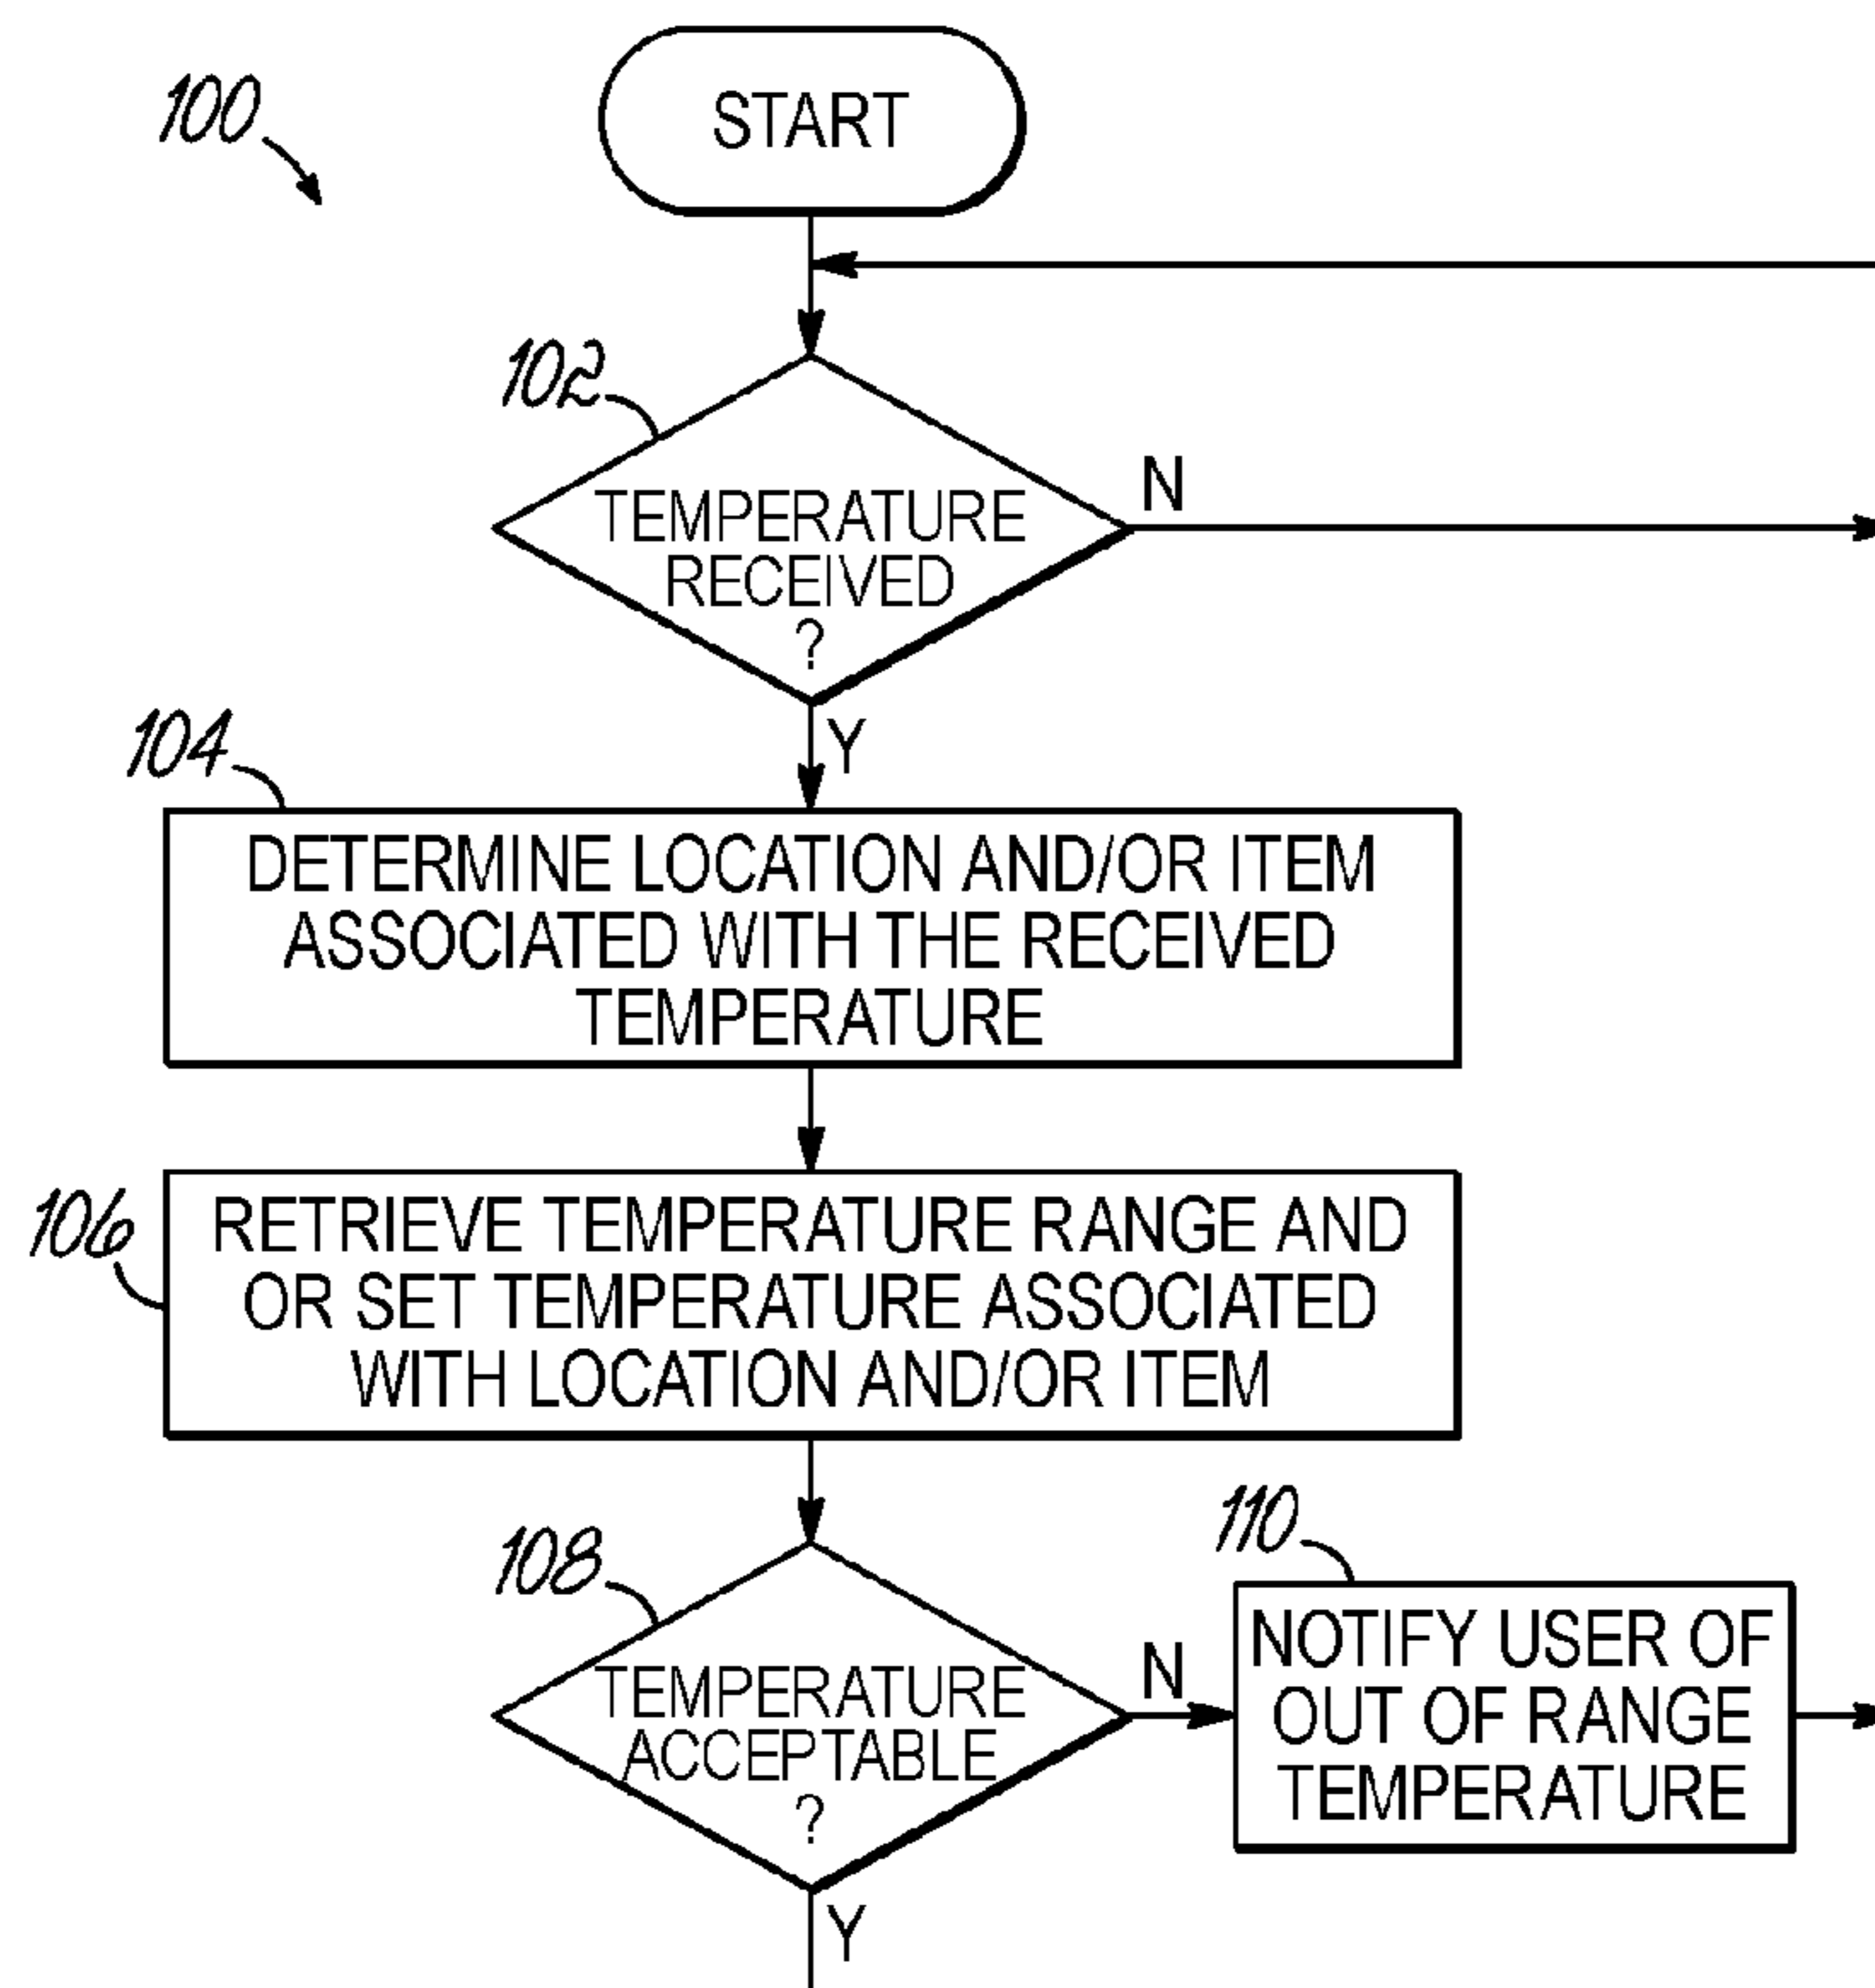 100
START
102
TEMPERATURE
RECEIVED
?
N
Y
104
DETERMINE LOCATION AND/OR ITEM
ASSOCIATED WITH THE RECEIVED
TEMPERATURE
106
RETRIEVE TEMPERATURE RANGE AND
OR SET TEMPERATURE ASSOCIATED
WITH LOCATION AND/OR ITEM
108
TEMPERATURE
ACCEPTABLE
?
N
Y
110
NOTIFY USER OF
OUT OF RANGE
TEMPERATURE